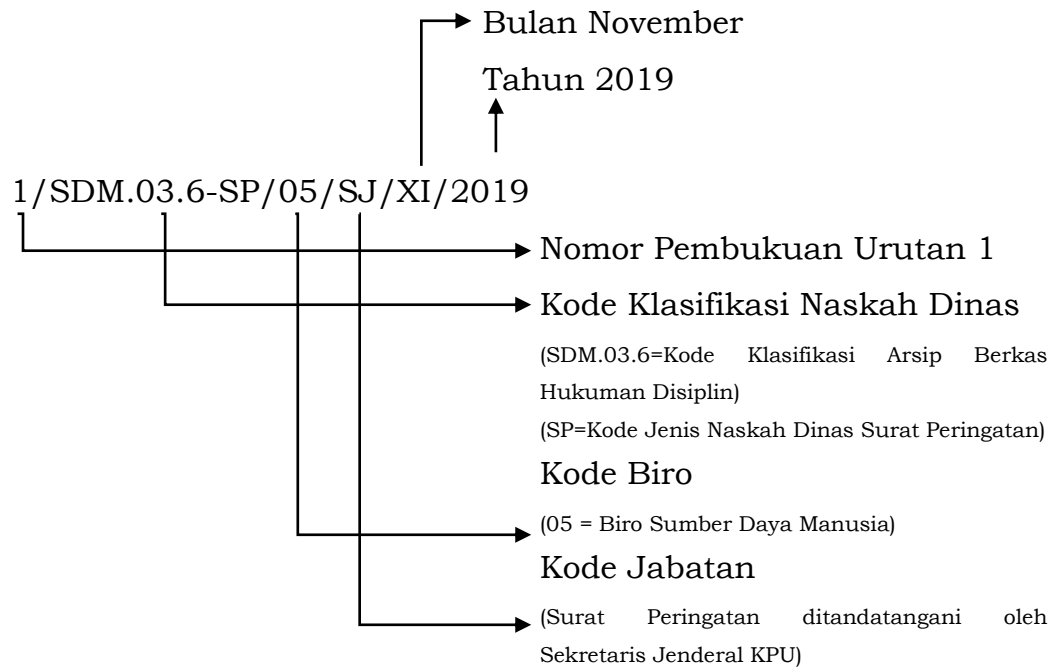 Bulan November
Tahun 2019
1/SDM.03.6-SP/05/SJ/XI/2019
Nomor Pembukuan Urutan 1
Kode Klasifikasi Naskah Dinas
(SDM.03.6=Kode Klasifikasi Arsip Berkas
Hukuman Disiplin)
(SP=Kode Jenis Naskah Dinas Surat Peringatan)
Kode Biro
(05 = Biro Sumber Daya Manusia)
Kode Jabatan
(Surat Peringatan ditandatangani oleh
Sekretaris Jenderal KPU)